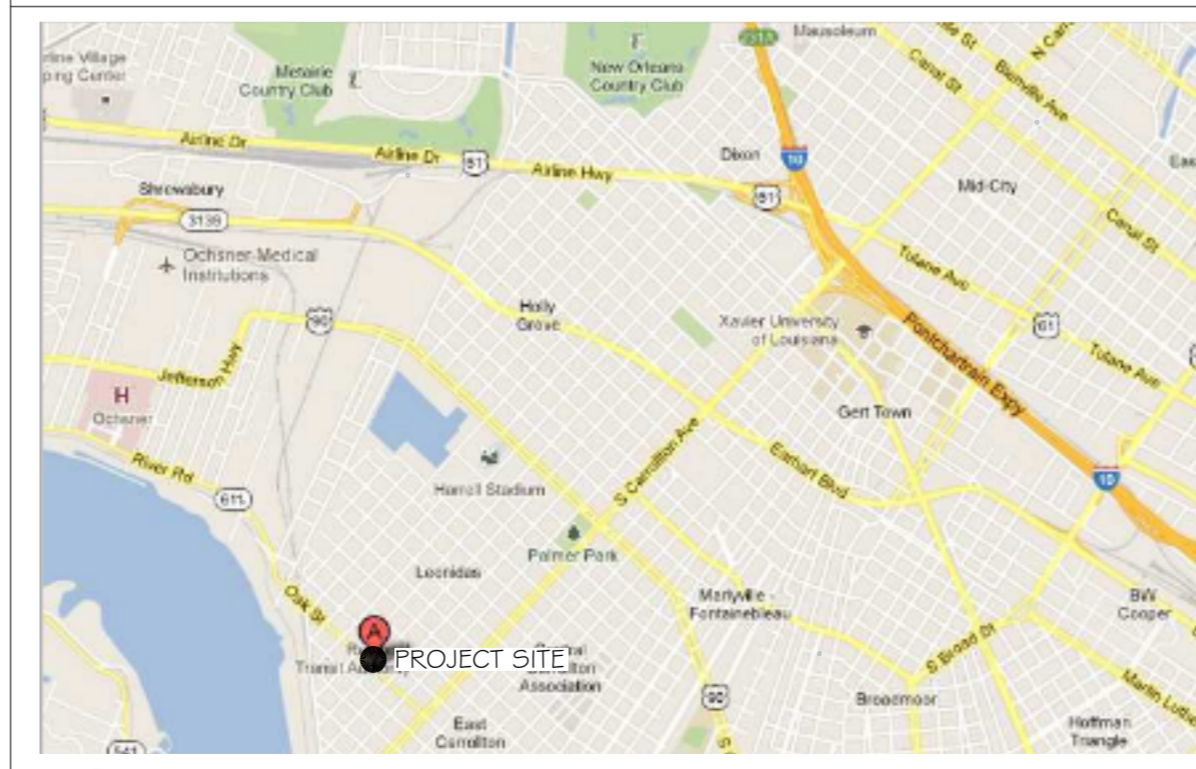 Mausoleum
Metairie
Country Club
New Orleans
Country Club
Canal St
Bienville Ave
Airline Dr
Airline Dr
61
Airline Hwy
Dixon
10
61
Mid-City
Canal St
Shrewsbury
3139
Ochsner Medical
Institutions
Tulane Ave
90
Holly
Grove
Xavier University
of Louisiana
61
Pontchartrain Expy
Tulane Ave
Jefferson Hwy
H
Ochsner
Gert Town
River Rd
S Carrollton Ave
Earhart Blvd
10
611
Harrell Stadium
Palmer Park
Leonidas
Oak St
Marlyville -
Fontainebleau
BW
Cooper
A
PROJECT SITE
Transit
Association
S Broad
Martin Luthe
90
Broadmoor
East
Carrollton
Hoffman
Triangle
541